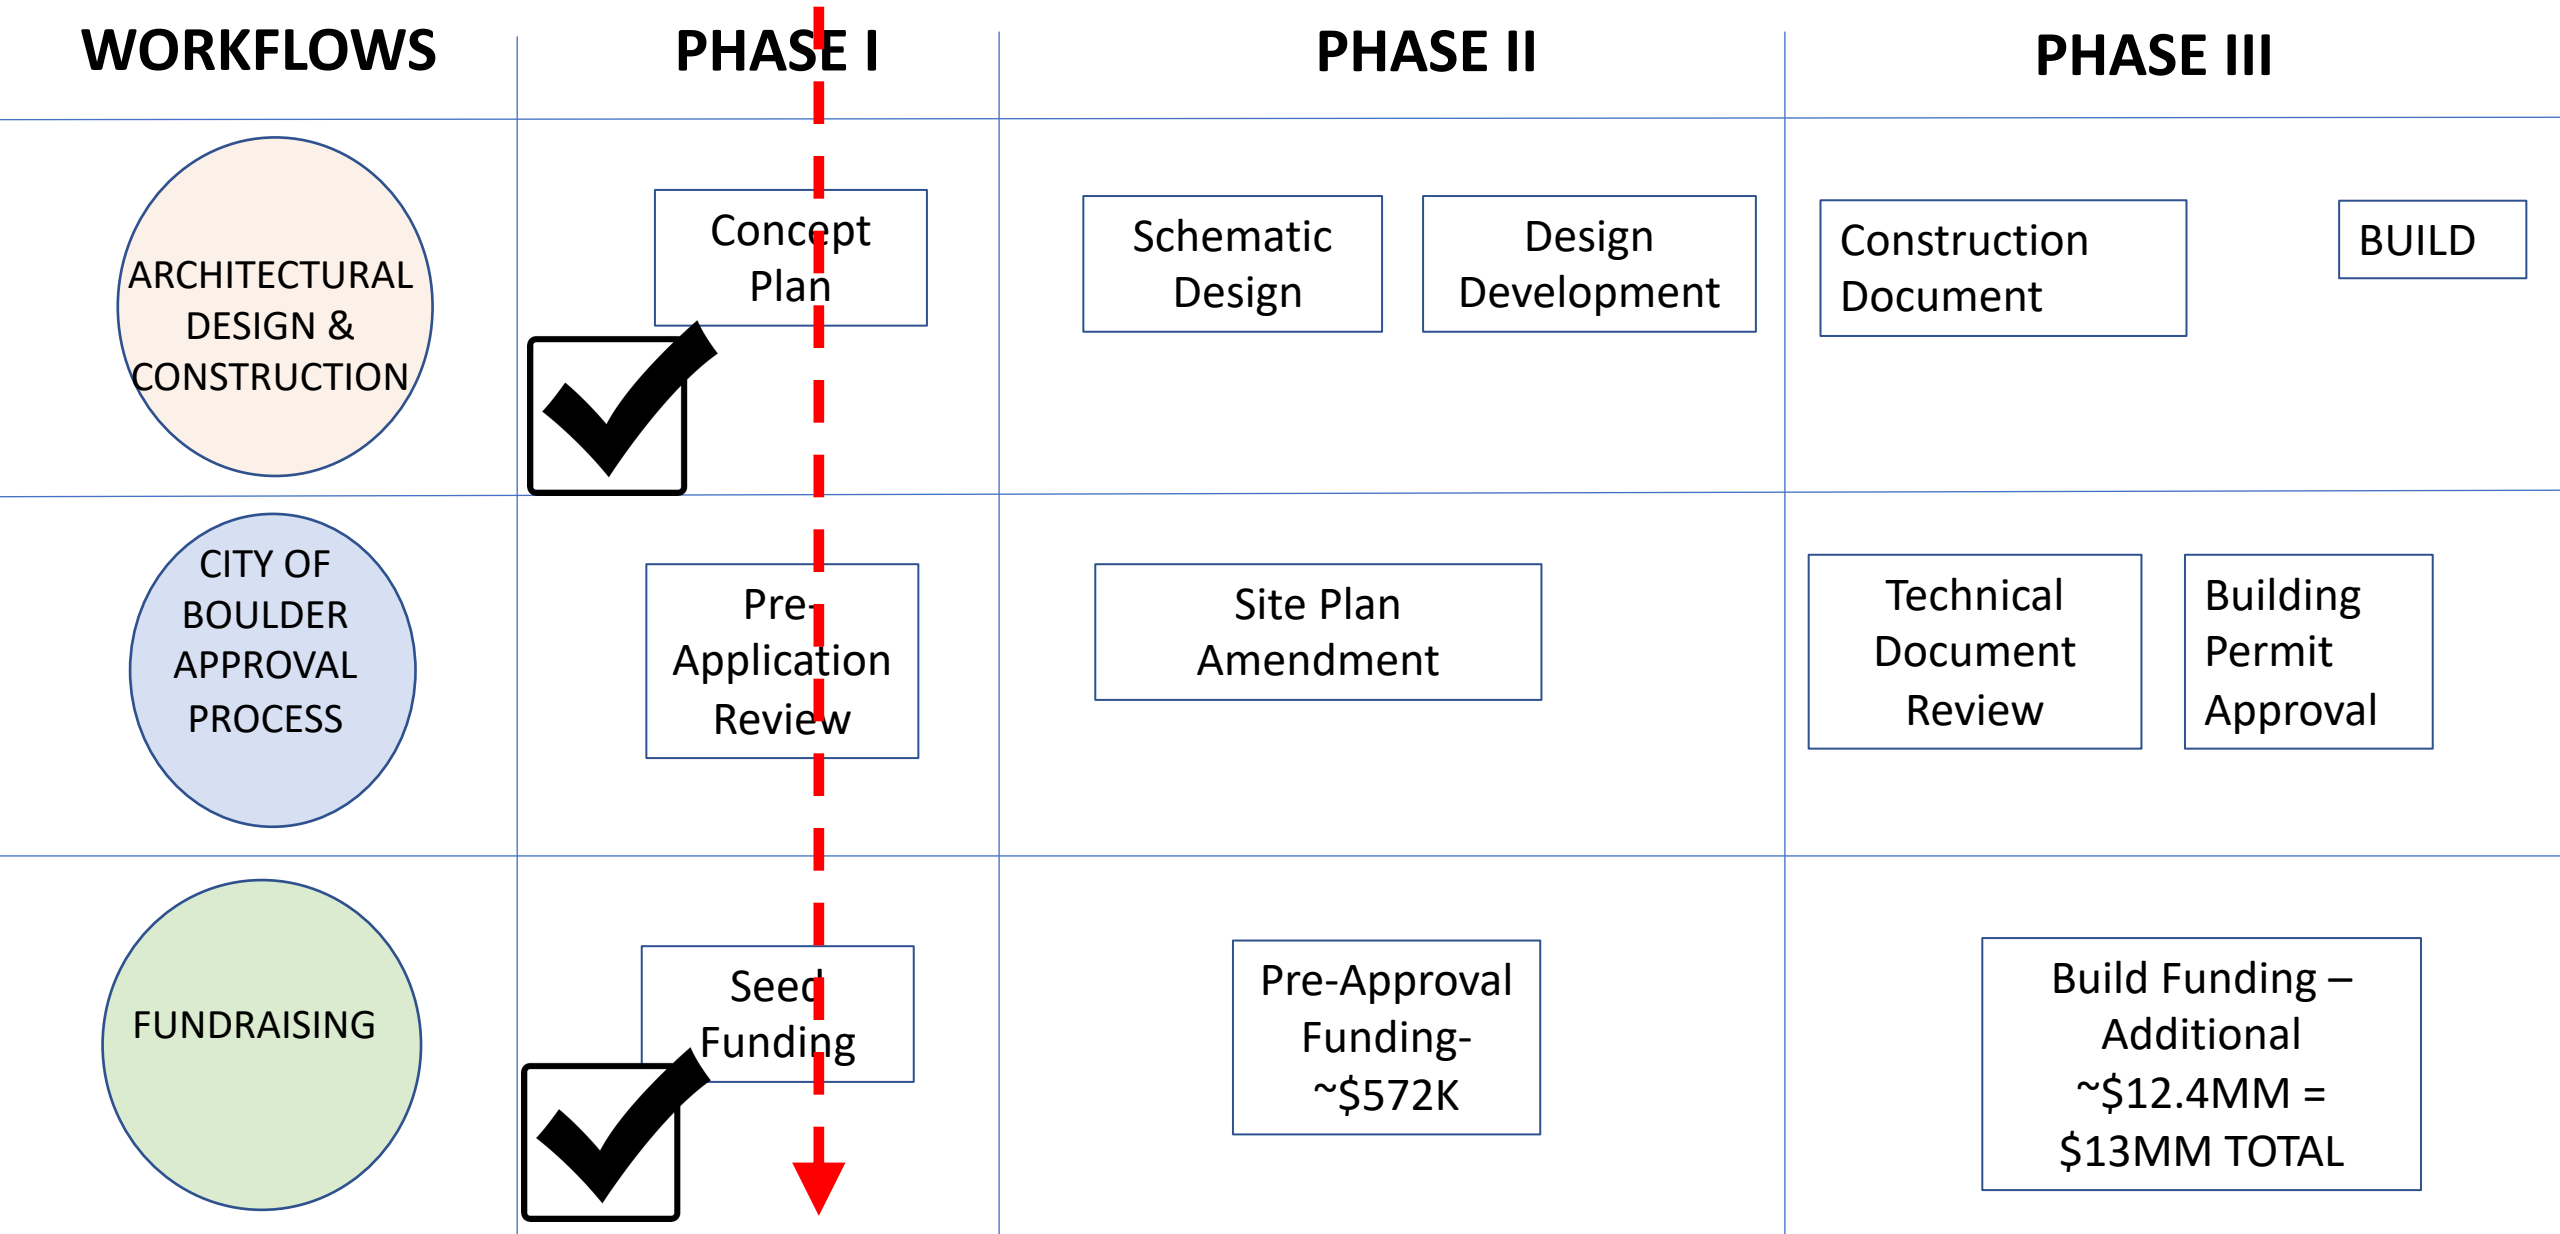 WORKFLOWS
PHASE I
PHASE II
PHASE III
ARCHITECTURAL
DESIGN &
CONSTRUCTION
Concept
Plan
Schematic
Design
Design
Development
Construction
Document
BUILD
CITY OF
BOULDER
APPROVAL
PROCESS
Pre-
Application
Review
Site Plan
Amendment
Technical
Document
Review
Building
Permit
Approval
FUNDRAISING
Seed
Funding
Pre-Approval
Funding-
~$572K
Build Funding –
Additional
~$12.4MM =
$13MM TOTAL